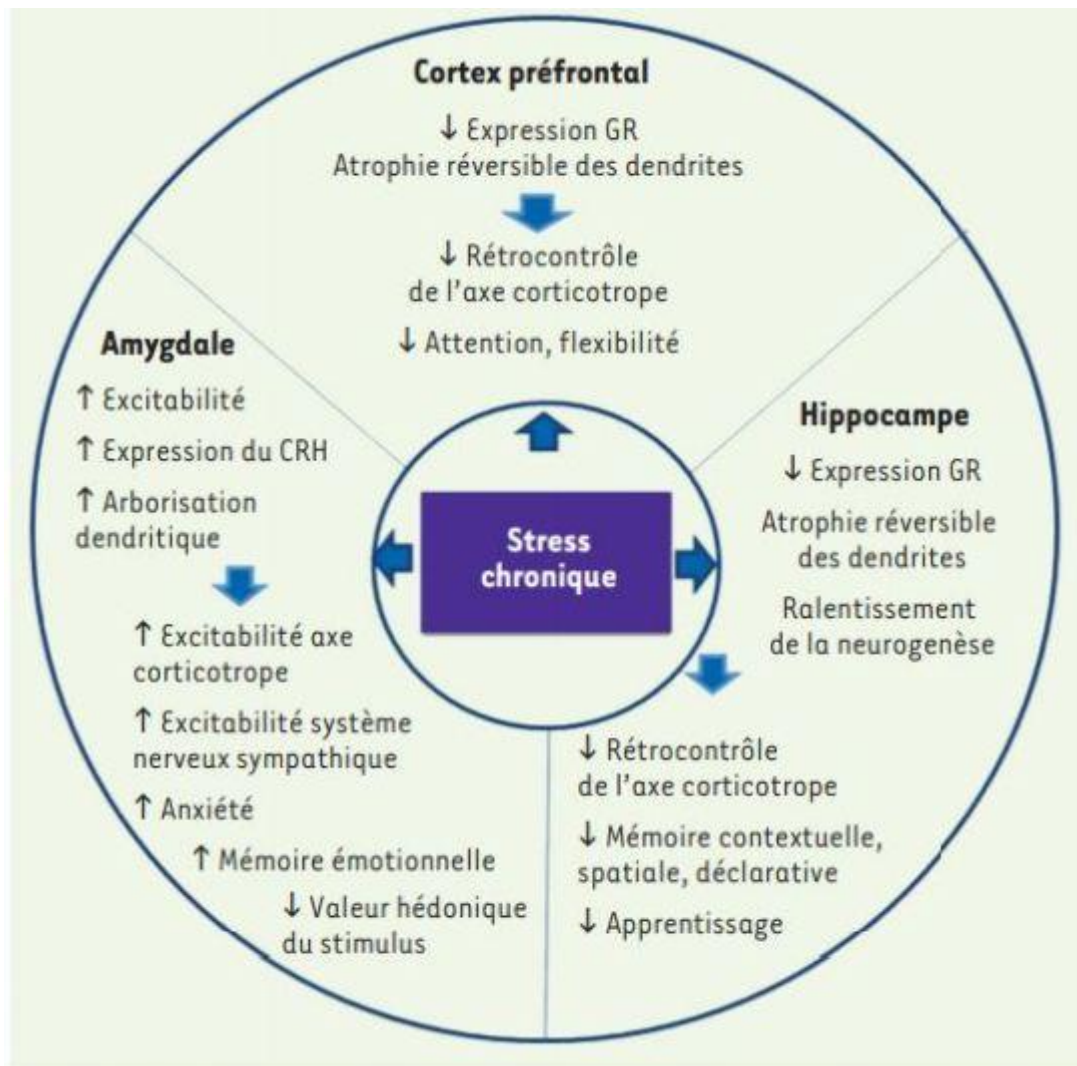 Cortex préfrontal
↓ Expression GR
Atrophie réversible des dendrites
↓ Rétrocontrôle
de l'axe corticotrope
↓ Attention, flexibilité
Amygdale
↑ Excitabilité
↑ Expression du CRH
↑ Arborisation
dendritique
↑ Excitabilité axe
corticotrope
↑ Excitabilité système
nerveux sympathique
↑ Anxiété
↑ Mémoire émotionnelle
↓ Valeur hédonique
du stimulus
Stress
chronique
Hippocampe
↓ Expression GR
Atrophie réversible
des dendrites
Ralentissement
de la neurogenèse
↓ Rétrocontrôle
de l'axe corticotrope
↓ Mémoire contextuelle,
spatiale, déclarative
↓ Apprentissage